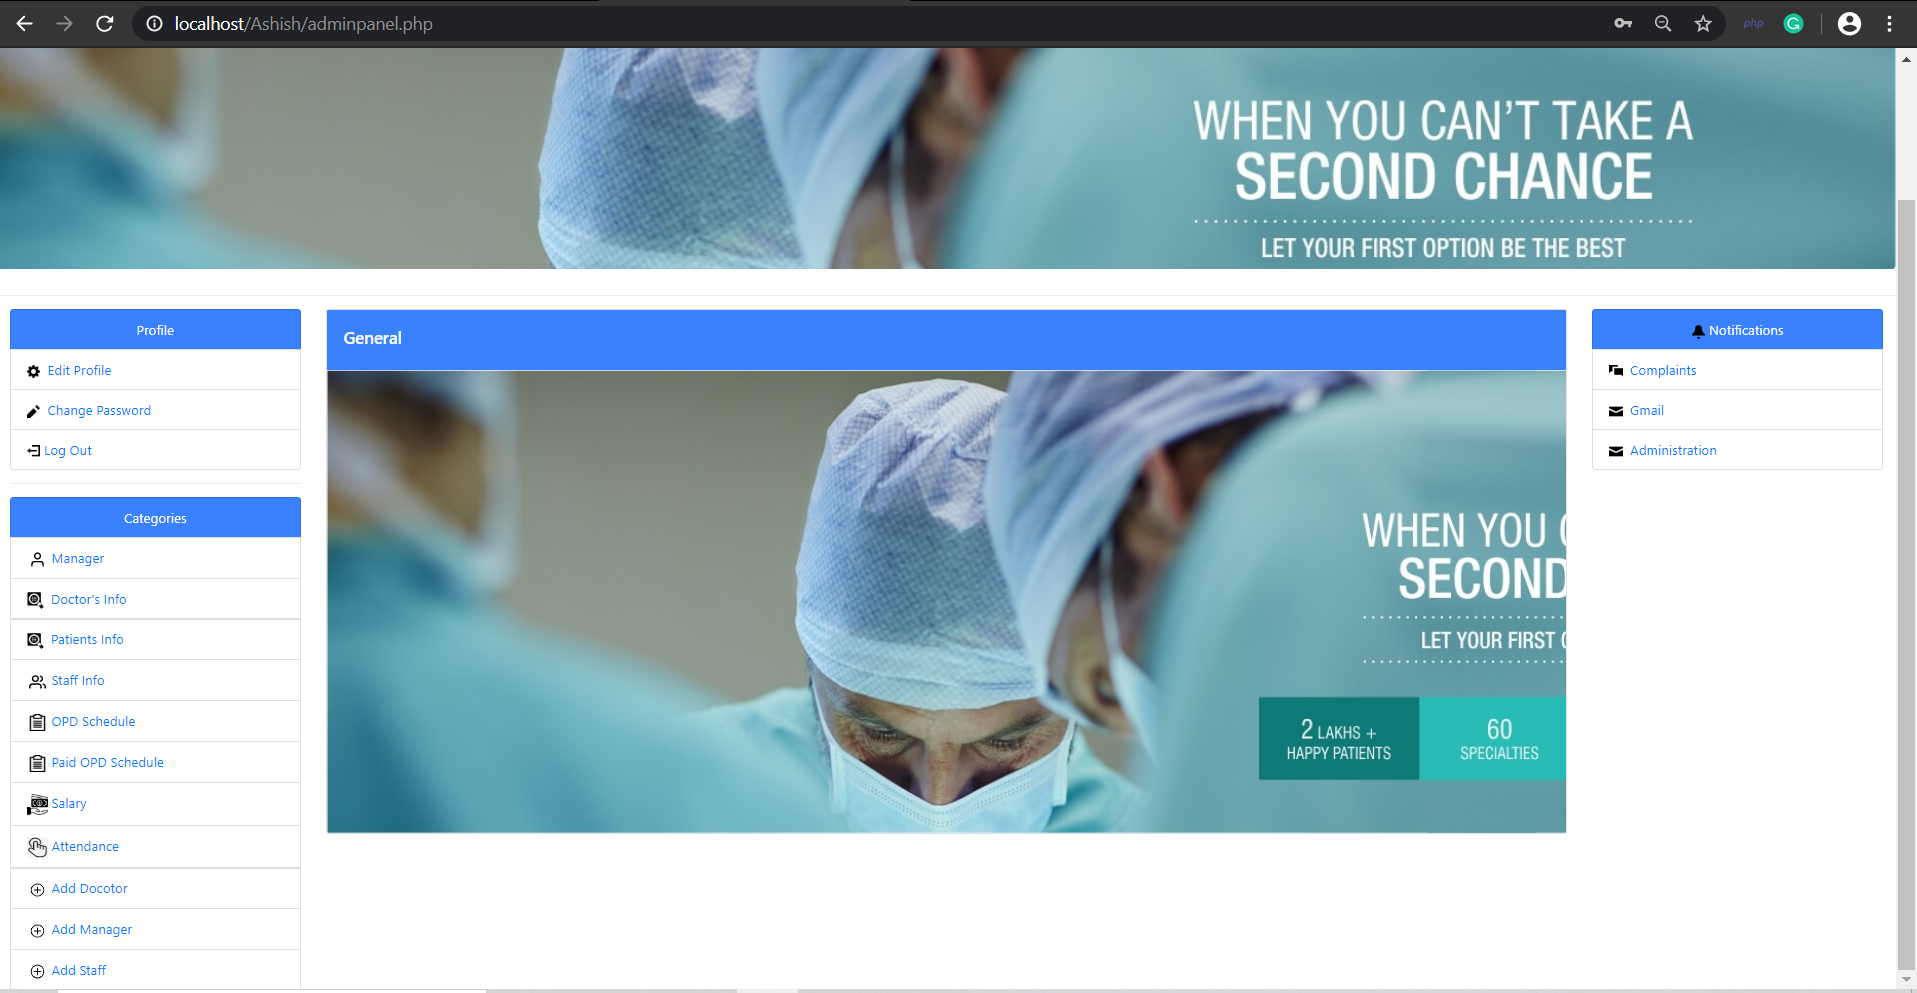 localhost/Ashish/adminpanel.php
php
WHEN YOU CAN'T TAKE A
SECOND CHANCE
LET YOUR FIRST OPTION BE THE BEST
Profile
Edit Profile
Change Password
Log Out
Categories
Manager
Doctor's Info
Patients Info
Staff Info
OPD Schedule
Paid OPD Schedule
Salary
Attendance
Add Docotor
Add Manager
Add Staff
General
WHEN YOU C
SECOND
LET YOUR FIRST O
2 LAKHS +
HAPPY PATIENTS
60
SPECIALTIES
Notifications
Complaints
Gmail
Administration